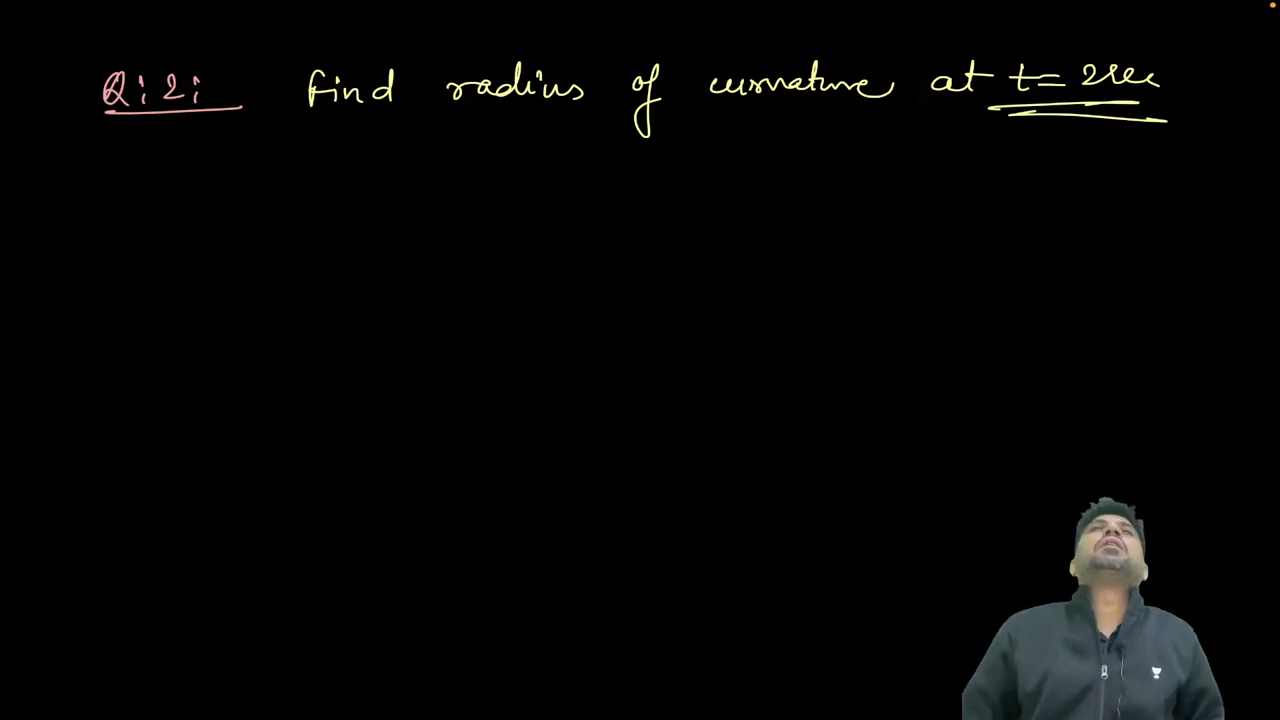 Q: 2: Find radius of curvature at t = 2sec